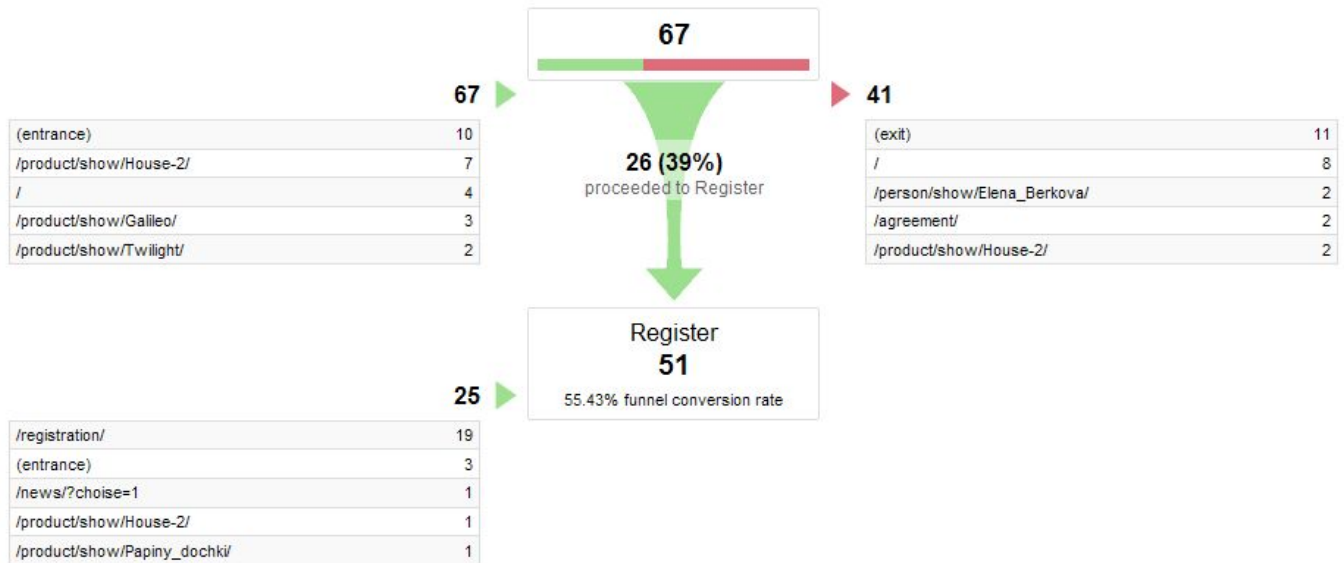 67
67
41
(entrance) 10
/product/show/House-2/ 7
/ 4
/product/show/Galileo/ 3
/product/show/Twilight/ 2
26 (39%)
proceeded to Register
(exit) 11
/ 8
/person/show/Elena_Berkova/ 2
/agreement/ 2
/product/show/House-2/ 2
Register
51
55.43% funnel conversion rate
25
/registration/ 19
(entrance) 3
/news/?choise=1 1
/product/show/House-2/ 1
/product/show/Papiny_dochki/ 1